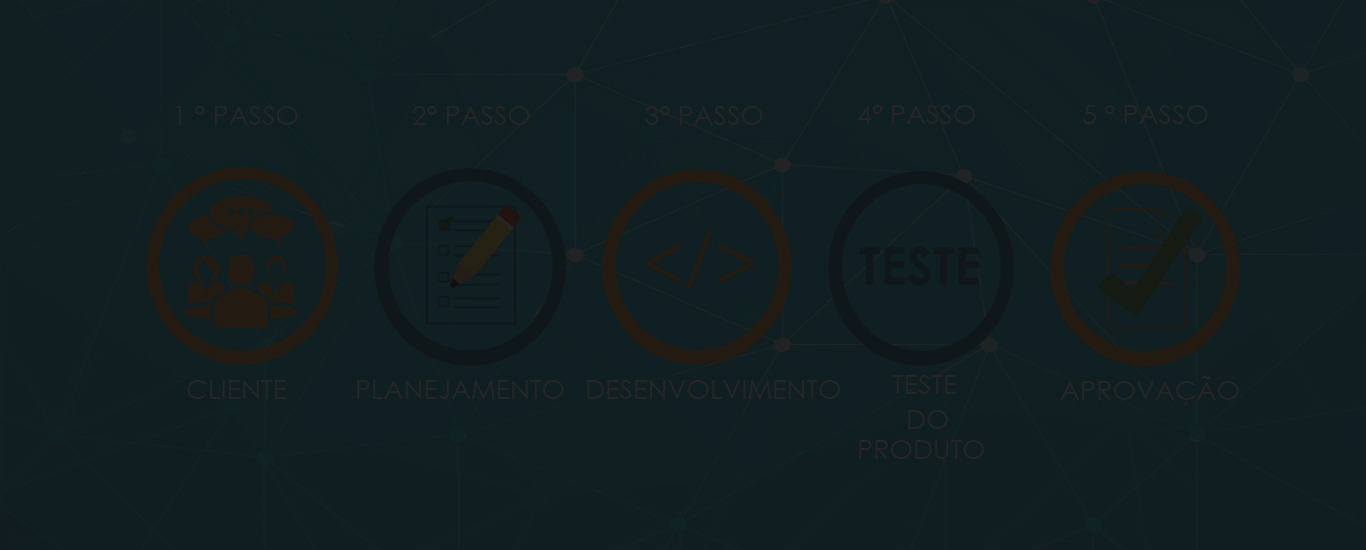 1 º PASSO
2º PASSO
3º PASSO
4º PASSO
5 º PASSO
TESTE
CLIENTE
PLANEJAMENTO
DESENVOLVIMENTO
TESTE
DO
PRODUTO
APROVAÇÃO